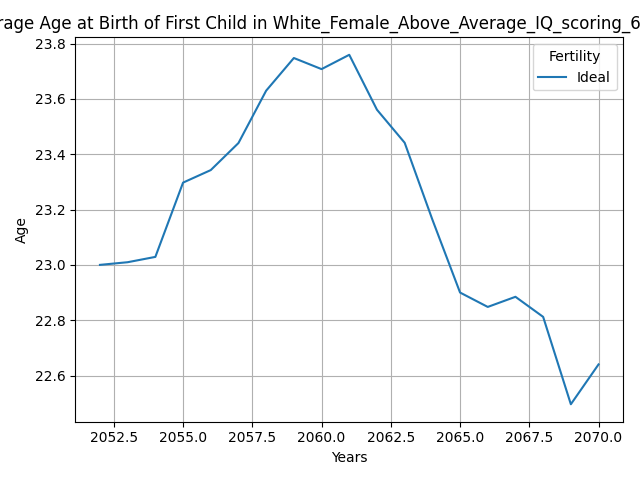 rage Age at Birth of First Child in White_Female_Above_Average_IQ_scoring_6
23.8
23.6
23.4
23.2
23.0
22.8
22.6
Age
Fertility
Ideal
2052.5 2055.0 2057.5 2060.0 2062.5 2065.0 2067.5 2070.0
Years